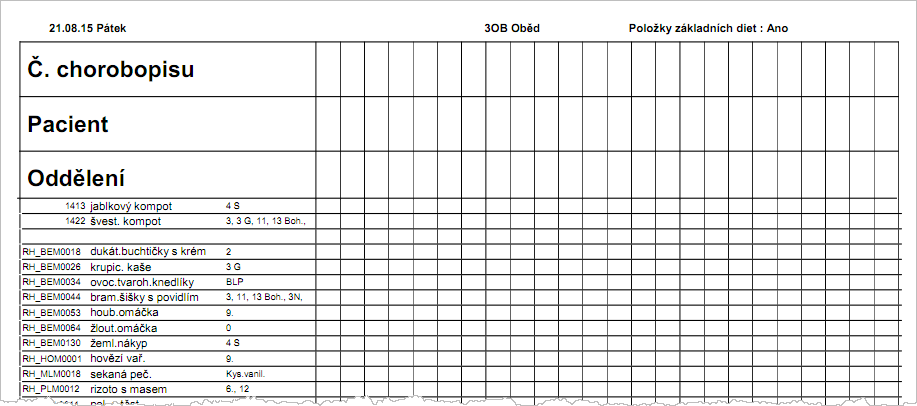 21.08.15 Pátek 3OB Oběd Položky základních diet : Ano
Č. chorobopisu
Pacient
Oddělení
1413 jablkový kompot 4 S
1422 švest. kompot 3, 3 G, 11, 13 Boh.,
RH_BEM0018 dukát.buchtičky s krém 2
RH_BEM0026 krupic. kaše 3 G
RH_BEM0034 ovoc.tvaroh.knedlíky BLP
RH_BEM0044 bram.šišky s povidlím 3, 11, 13 Boh., 3N,
RH_BEM0053 houb.omáčka 9.
RH_BEM0064 žlout.omáčka 0
RH_BEM0130 žeml.nákyp 4 S
RH_HOM0001 hovězí vař. 9.
RH_MLM0018 sekaná peč. Kys.vanil.
RH_PLM0012 rizoto s masem 6., 12